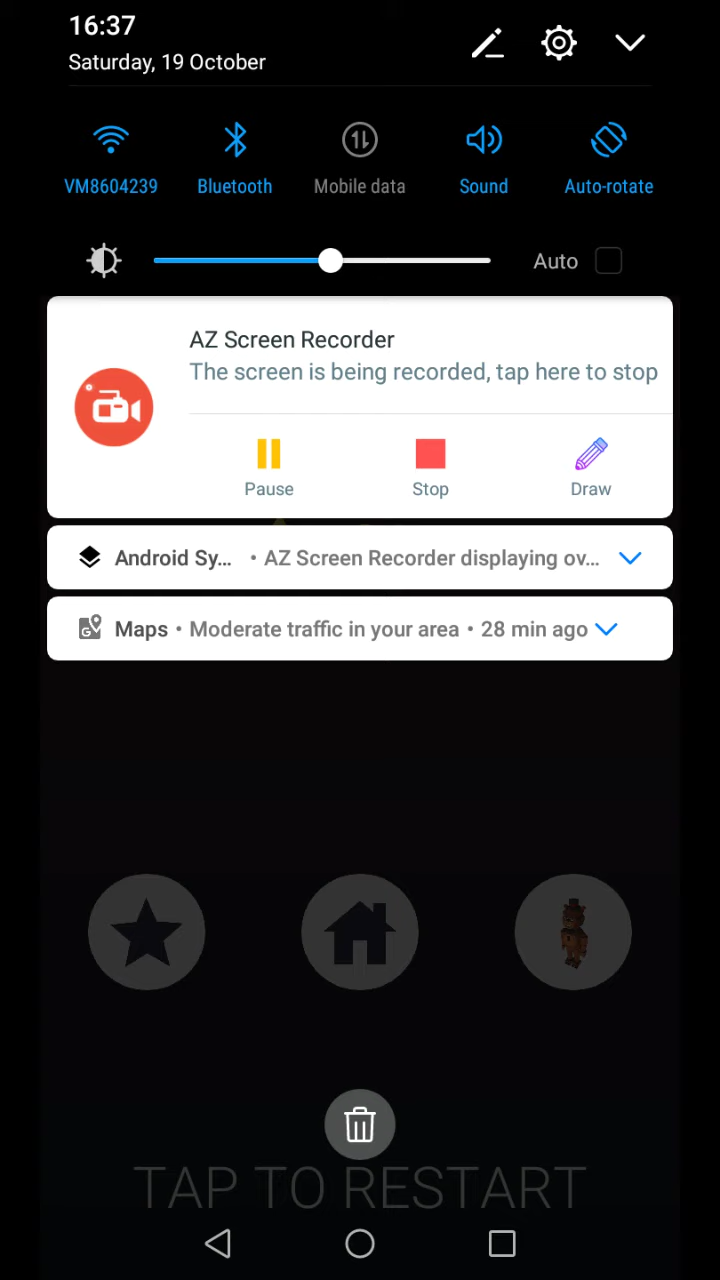 16:37
Saturday, 19 October
VM8604239
Bluetooth
Mobile data
Sound
Auto-rotate
Auto
AZ Screen Recorder
The screen is being recorded, tap here to stop
Pause
Stop
Draw
Android Sy... • AZ Screen Recorder displaying ov...
Maps • Moderate traffic in your area • 28 min ago
TAP TO RESTART